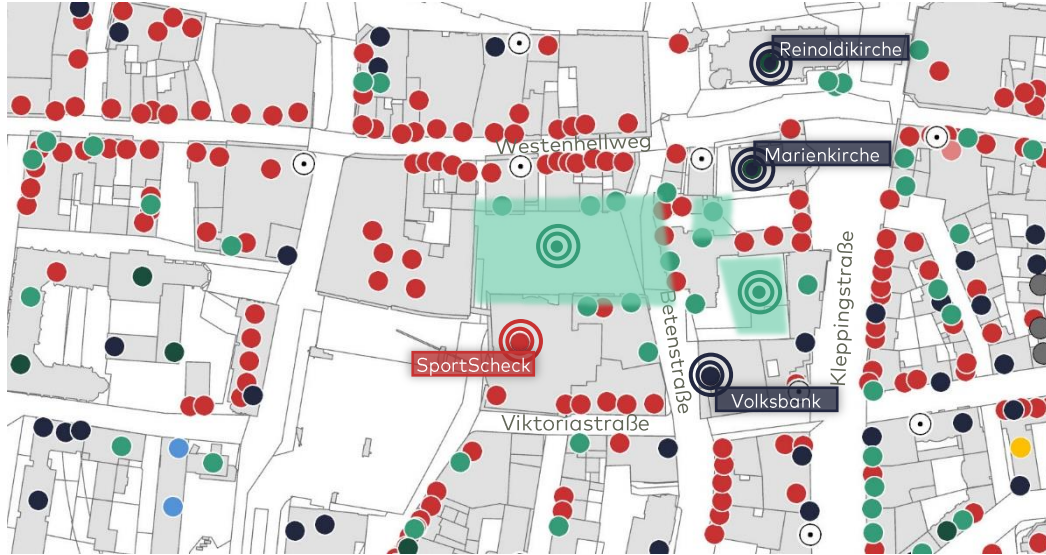 Reinoldikirche
Westenhellweg
Marienkirche
Kleppingstraße
Betenstraße
SportScheck
Volksbank
Viktoriastraße